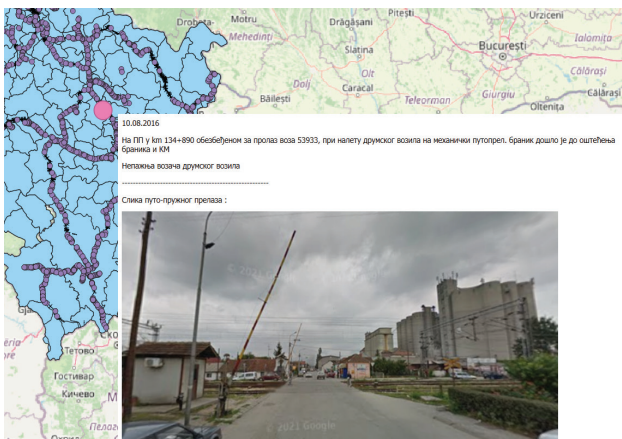 Drobeta-
Motru
Drăgășani
Pitești
Urziceni
Mehedinți
Ialomița
Slatina
București
Olt
Dolj
Călărași
Caracal
Giurgiu
Călărași
Băilești
Teleorman
Oltenița
10.08.2016
На ПП у km 134+890 обезбеђеном за пролаз воза 53933, при налету друмског возила на механички путопрел. браник дошло је до оштећења
браника и КМ
Непажња возача друмског возила
Слика путо-пружног прелаза :
© 2021 Google
Тетово
Гостивар
Кичево
© 2021 Google